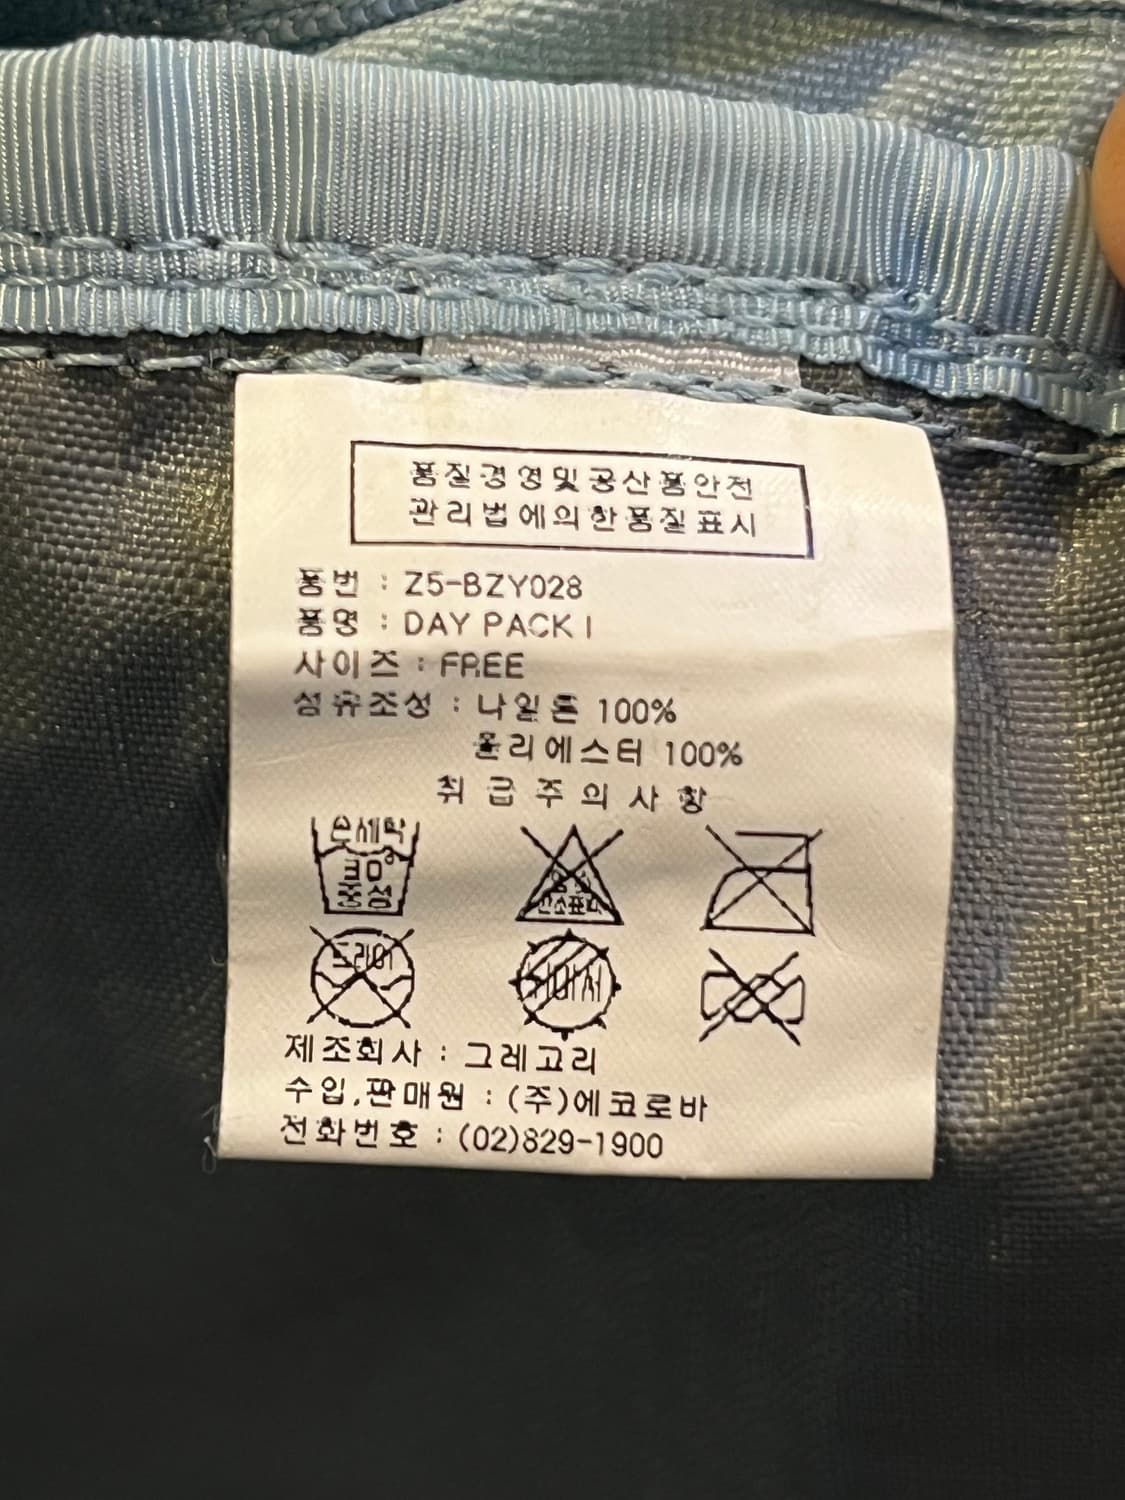 품질경영및공산품안전
관리법에의한품질표시
품번 : Z5-BZY028
품명 : DAY PACK I
사이즈 : FREE
섬유조성 : 나일론 100%
폴리에스터 100%
취급주의사항
손세탁
30°
중성
드라이
제조회사 : 그레고리
수입,판매원 : (주)에코로바
전화번호 : (02)829-1900